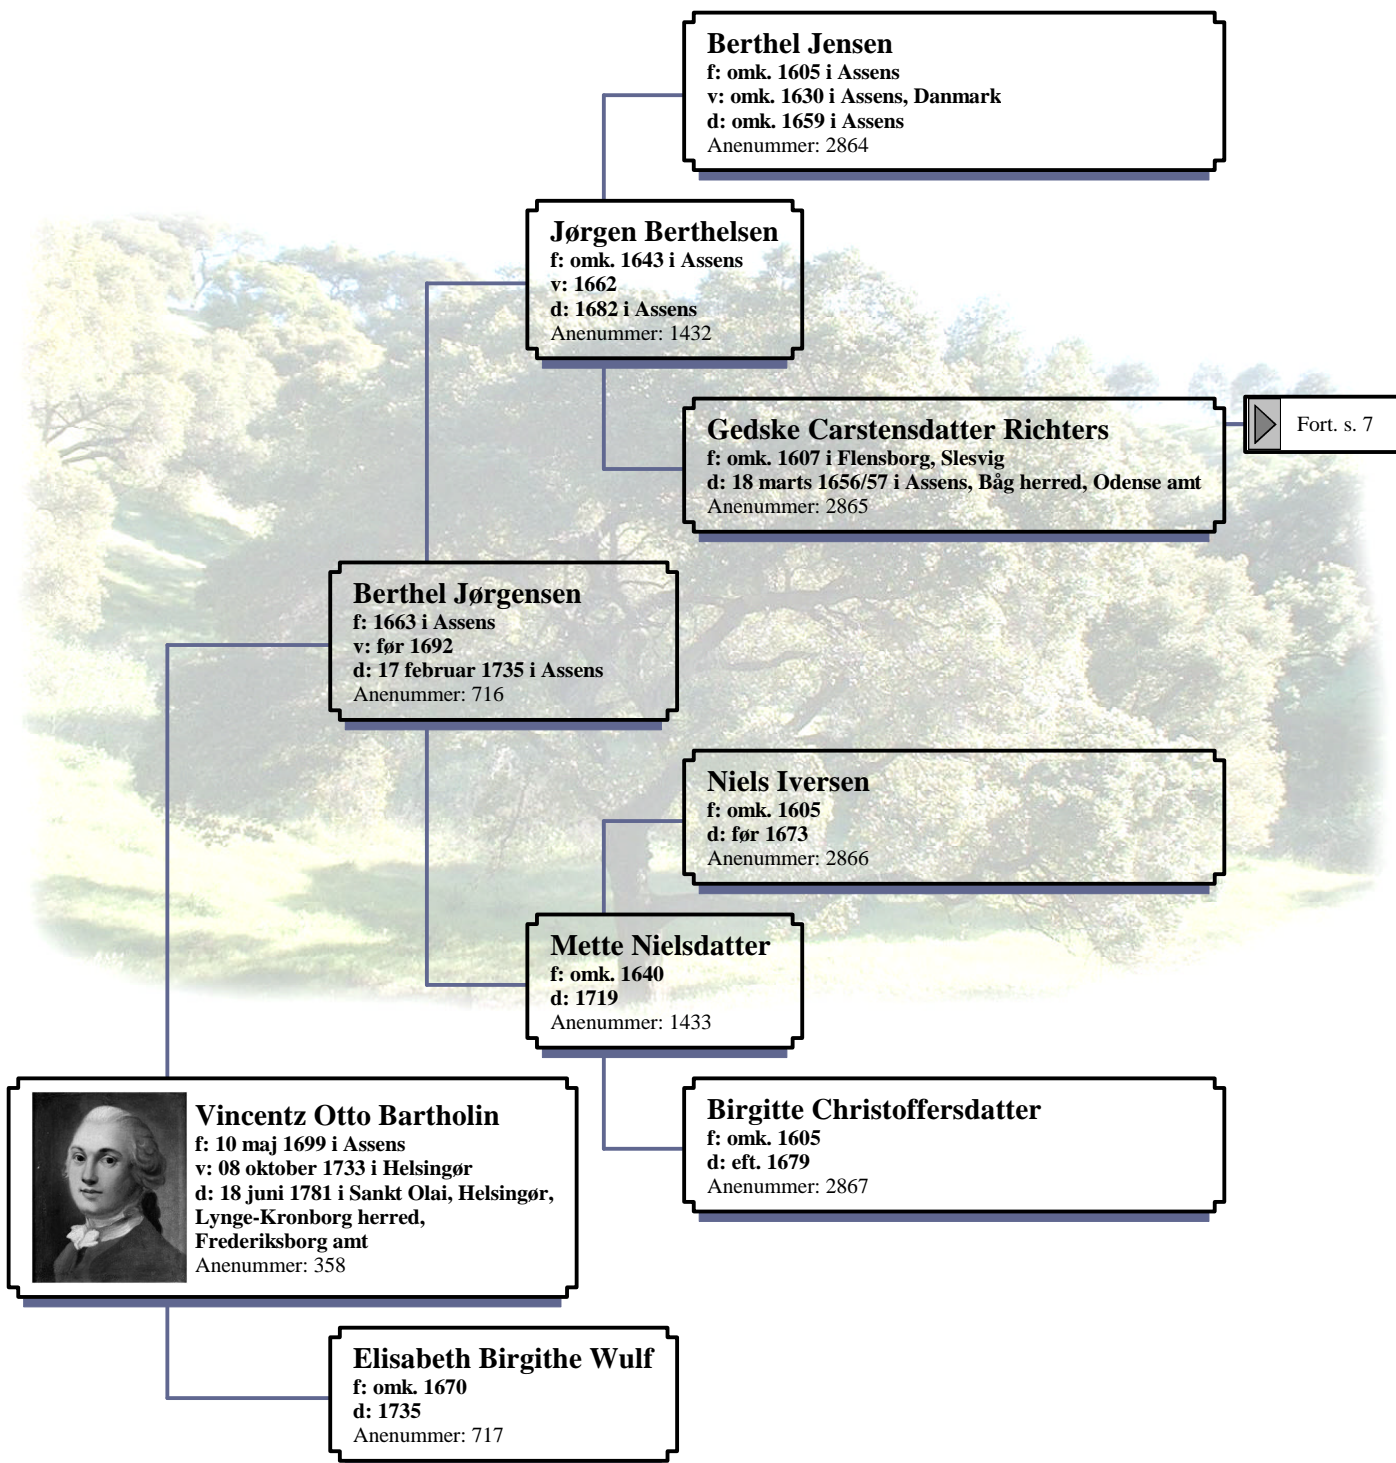 Berthel Jensen
f: omk. 1605 i Assens
v: omk. 1630 i Assens, Danmark
d: omk. 1659 i Assens
Anenummer: 2864
Jørgen Berthelsen
f: omk. 1643 i Assens
v: 1662
d: 1682 i Assens
Anenummer: 1432
Gedske Carstensdatter Richters
f: omk. 1607 i Flensborg, Slesvig
d: 18 marts 1656/57 i Assens, Båg herred, Odense amt
Anenummer: 2865
Fort. s. 7
Berthel Jørgensen
f: 1663 i Assens
v: før 1692
d: 17 februar 1735 i Assens
Anenummer: 716
Niels Iversen
f: omk. 1605
d: før 1673
Anenummer: 2866
Mette Nielsdatter
f: omk. 1640
d: 1719
Anenummer: 1433
Birgitte Christoffersdatter
f: omk. 1605
d: eft. 1679
Anenummer: 2867
Vincentz Otto Bartholin
f: 10 maj 1699 i Assens
v: 08 oktober 1733 i Helsingør
d: 18 juni 1781 i Sankt Olai, Helsingør,
Lynge-Kronborg herred,
Frederiksborg amt
Anenummer: 358
Elisabeth Birgithe Wulf
f: omk. 1670
d: 1735
Anenummer: 717